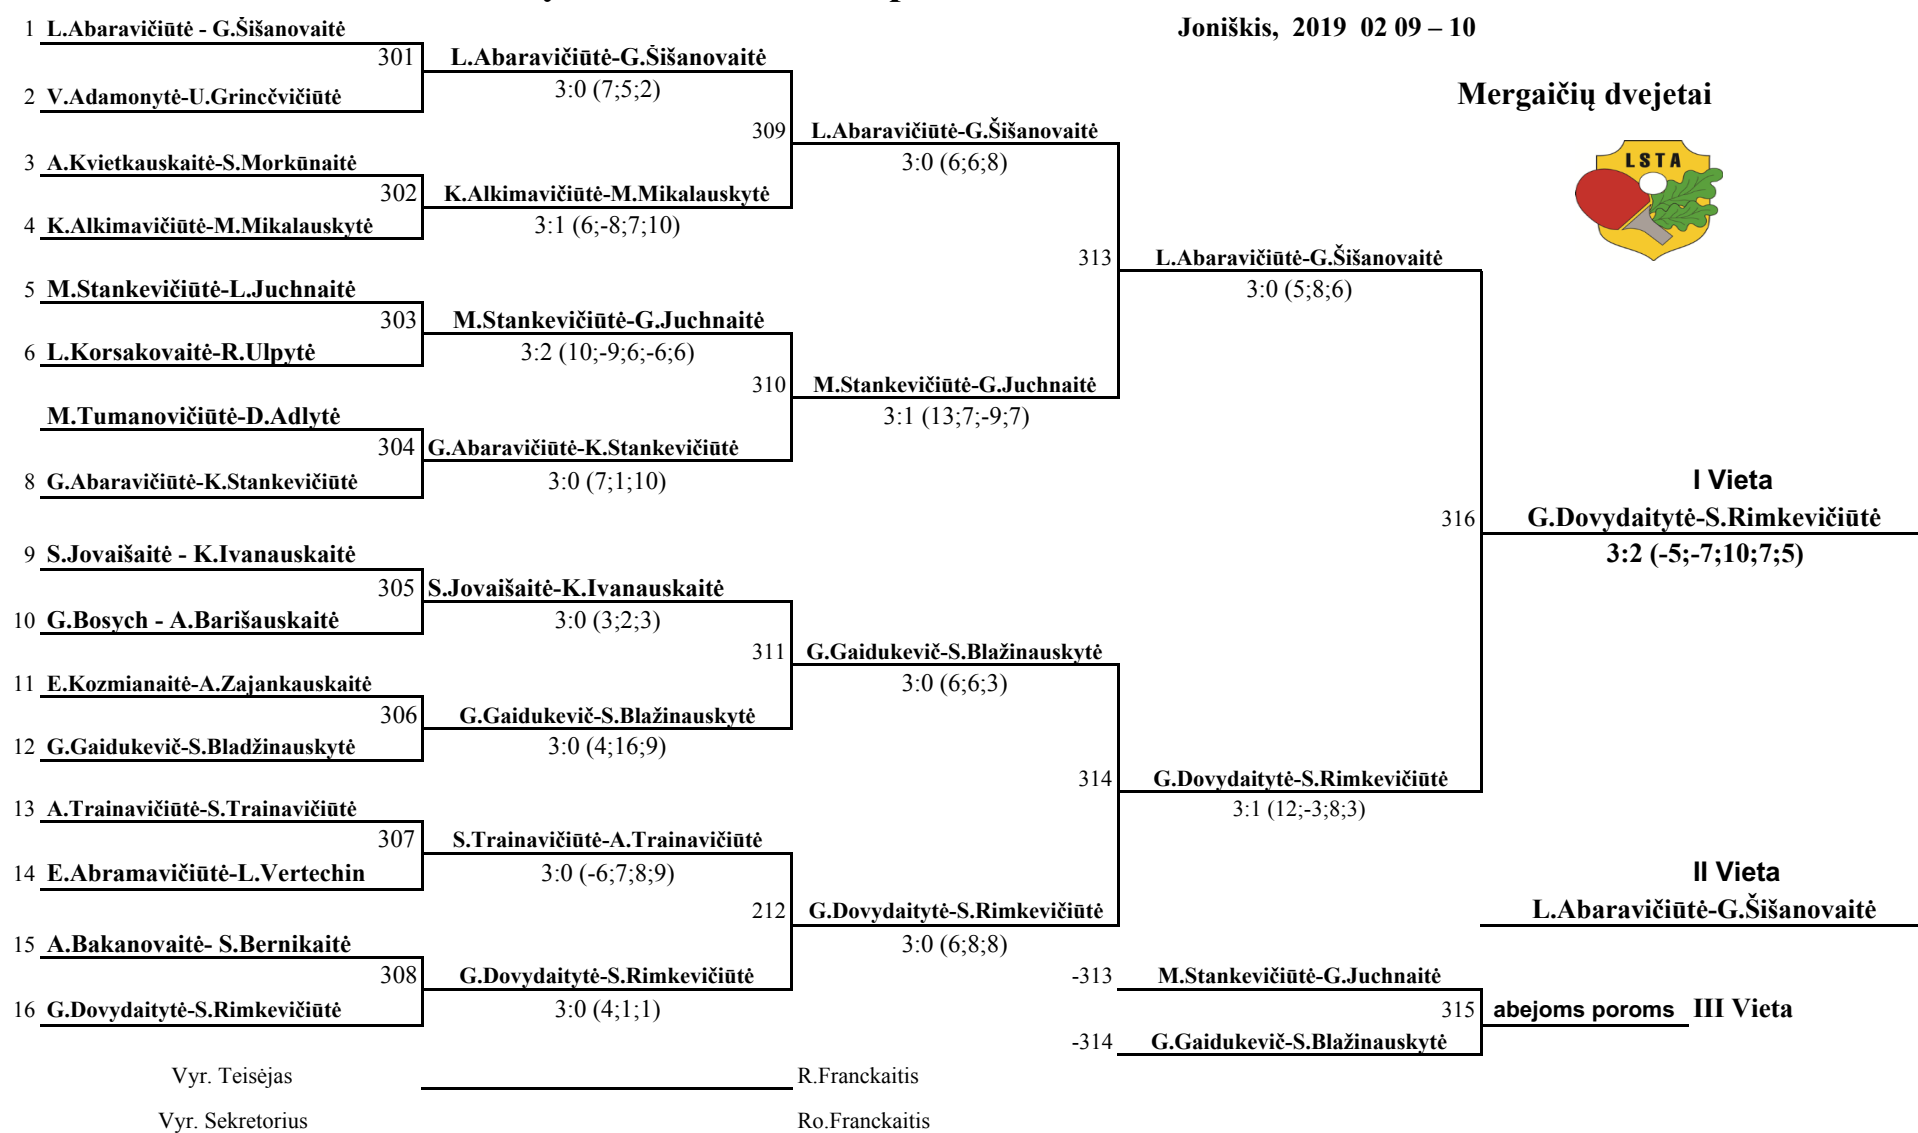 Joniškis, 2019 02 09 – 10
Mergaičių dvejetai
LSTA
1 L.Abaravičiūtė - G.Šišanovaitė
301
2 V.Adamonytė-U.Grincčvičiūtė
3 A.Kvietkauskaitė-S.Morkūnaitė
302
4 K.Alkimavičiūtė-M.Mikalauskytė
5 M.Stankevičiūtė-L.Juchnaitė
303
6 L.Korsakovaitė-R.Ulpytė
M.Tumanovičiūtė-D.Adlytė
304
8 G.Abaravičiūtė-K.Stankevičiūtė
9 S.Jovaišaitė - K.Ivanauskaitė
305
10 G.Bosych - A.Barišauskaitė
11 E.Kozmianaitė-A.Zajankauskaitė
306
12 G.Gaidukevič-S.Bladžinauskytė
13 A.Trainavičiūtė-S.Trainavičiūtė
307
14 E.Abramavičiūtė-L.Vertechin
15 A.Bakanovaitė- S.Bernikaitė
308
16 G.Dovydaitytė-S.Rimkevičiūtė
L.Abaravičiūtė-G.Šišanovaitė
3:0 (7;5;2)
309
K.Alkimavičiūtė-M.Mikalauskytė
3:1 (6;-8;7;10)
M.Stankevičiūtė-G.Juchnaitė
3:2 (10;-9;6;-6;6)
310
G.Abaravičiūtė-K.Stankevičiūtė
3:0 (7;1;10)
S.Jovaišaitė-K.Ivanauskaitė
3:0 (3;2;3)
311
G.Gaidukevič-S.Blažinauskytė
3:0 (4;16;9)
S.Trainavičiūtė-A.Trainavičiūtė
3:0 (-6;7;8;9)
212
G.Dovydaitytė-S.Rimkevičiūtė
3:0 (4;1;1)
L.Abaravičiūtė-G.Šišanovaitė
3:0 (6;6;8)
313
M.Stankevičiūtė-G.Juchnaitė
3:1 (13;7;-9;7)
G.Gaidukevič-S.Blažinauskytė
3:0 (6;6;3)
314
G.Dovydaitytė-S.Rimkevičiūtė
3:0 (6;8;8)
L.Abaravičiūtė-G.Šišanovaitė
3:0 (5;8;6)
316
G.Dovydaitytė-S.Rimkevičiūtė
3:1 (12;-3;8;3)
I Vieta
G.Dovydaitytė-S.Rimkevičiūtė
3:2 (-5;-7;10;7;5)
II Vieta
L.Abaravičiūtė-G.Šišanovaitė
-313 M.Stankevičiūtė-G.Juchnaitė
315 abejoms poroms III Vieta
-314 G.Gaidukevič-S.Blažinauskytė
Vyr. Teisėjas R.Franckaitis
Vyr. Sekretorius Ro.Franckaitis